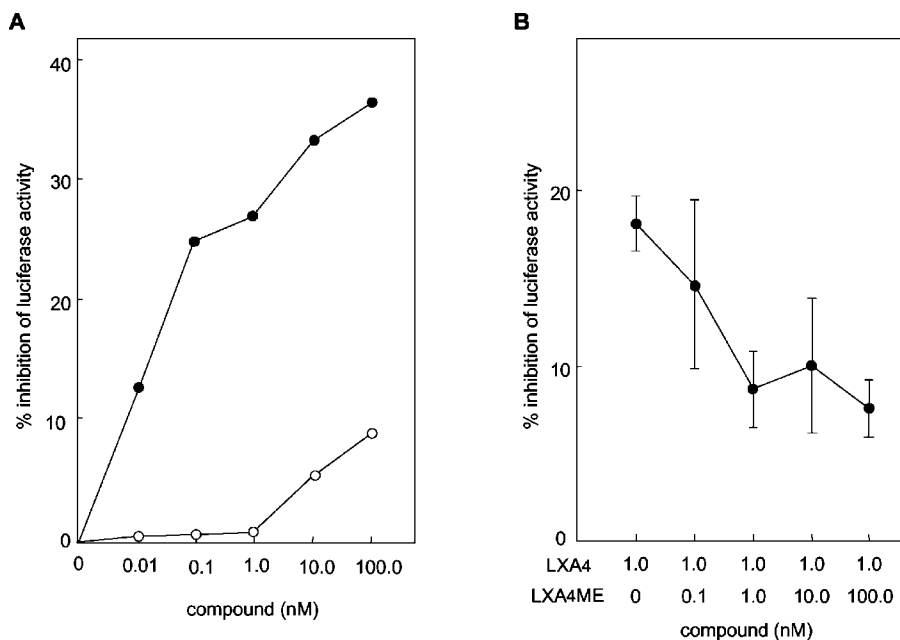 A
% inhibition of luciferase activity
40
30
20
10
0
0 0.01 0.1 1.0 10.0 100.0
compound (nM)
B
% inhibition of luciferase activity
20
10
0
LXA4 1.0 1.0 1.0 1.0 1.0
LXA4ME 0 0.1 1.0 10.0 100.0
compound (nM)